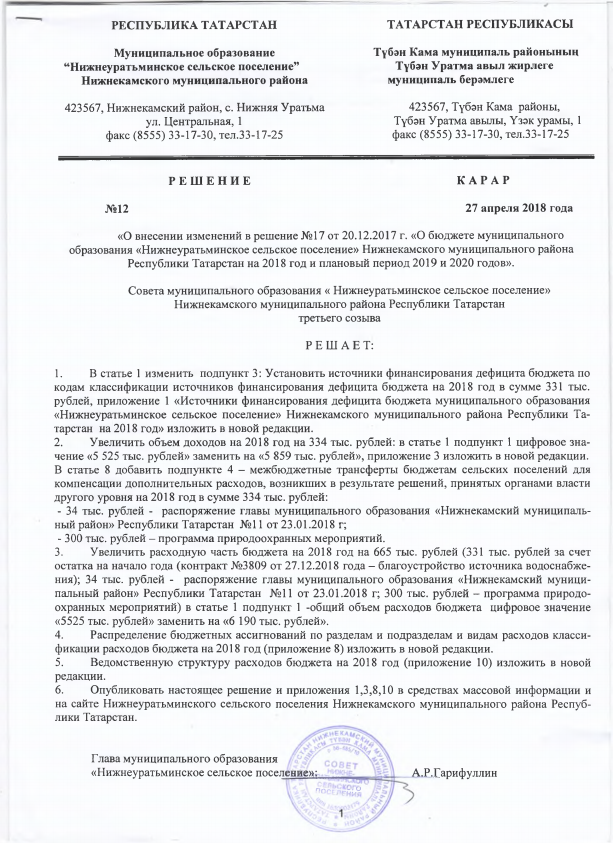 РЕСПУБЛИКА ТАТАРСТАН
Муниципальное образование
“Нижнеуратьминское сельское поселение”
Нижнекамского муниципального района
423567, Нижнекамский район, с. Нижняя Уратьма
ул. Центральная, 1
факс (8555) 33-17-30, тел.33-17-25
ТАТАРСТАН РЕСПУБЛИКАСЫ
Түбән Кама муниципаль районының
Түбән Уратма авыл жирлеге
муниципаль берәмлеге
423567, Түбән Кама районы,
Түбән Уратма авылы, Үзәк урамы, 1
факс (8555) 33-17-30, тел.33-17-25
Р Е Ш Е Н И Е
К А Р А Р
№12
27 апреля 2018 года
«О внесении изменений в решение №17 от 20.12.2017 г. «О бюджете муниципального
образования «Нижнеуратьминское сельское поселение» Нижнекамского муниципального района
Республики Татарстан на 2018 год и плановый период 2019 и 2020 годов».
Совета муниципального образования « Нижнеуратьминское сельское поселение»
Нижнекамского муниципального района Республики Татарстан
третьего созыва
Р Е Ш А Е Т:
1. В статье 1 изменить подпункт 3: Установить источники финансирования дефицита бюджета по
кодам классификации источников финансирования дефицита бюджета на 2018 год в сумме 331 тыс.
рублей, приложение 1 «Источники финансирования дефицита бюджета муниципального образования
«Нижнеуратьминское сельское поселение» Нижнекамского муниципального района Республики Та-
тарстан на 2018 год» изложить в новой редакции.
2. Увеличить объем доходов на 2018 год на 334 тыс. рублей: в статье 1 подпункт 1 цифровое зна-
чение «5 525 тыс. рублей» заменить на «5 859 тыс. рублей», приложение 3 изложить в новой редакции.
В статье 8 добавить подпункте 4 – межбюджетные трансферты бюджетам сельских поселений для
компенсации дополнительных расходов, возникших в результате решений, принятых органами власти
другого уровня на 2018 год в сумме 334 тыс. рублей:
- 34 тыс. рублей - распоряжение главы муниципального образования «Нижнекамский муниципаль-
ный район» Республики Татарстан №11 от 23.01.2018 г;
- 300 тыс. рублей – программа природоохранных мероприятий.
3. Увеличить расходную часть бюджета на 2018 год на 665 тыс. рублей (331 тыс. рублей за счет
остатка на начало года (контракт №3809 от 27.12.2018 года – благоустройство источника водоснабже-
ния); 34 тыс. рублей - распоряжение главы муниципального образования «Нижнекамский муници-
пальный район» Республики Татарстан №11 от 23.01.2018 г; 300 тыс. рублей – программа природо-
охранных мероприятий) в статье 1 подпункт 1 -общий объем расходов бюджета цифровое значение
«5525 тыс. рублей» заменить на «6 190 тыс. рублей».
4. Распределение бюджетных ассигнований по разделам и подразделам и видам расходов класси-
фикации расходов бюджета на 2018 год (приложение 8) изложить в новой редакции.
5. Ведомственную структуру расходов бюджета на 2018 год (приложение 10) изложить в новой
редакции.
6. Опубликовать настоящее решение и приложения 1,3,8,10 в средствах массовой информации и
на сайте Нижнеуратьминского сельского поселения Нижнекамского муниципального района Респуб-
лики Татарстан.
Глава муниципального образования
«Нижнеуратьминское сельское поселение»:
А.Р.Гарифуллин
СОВЕТ
СЕЛЬСКОГО
ПОСЕЛЕНИЯ
1